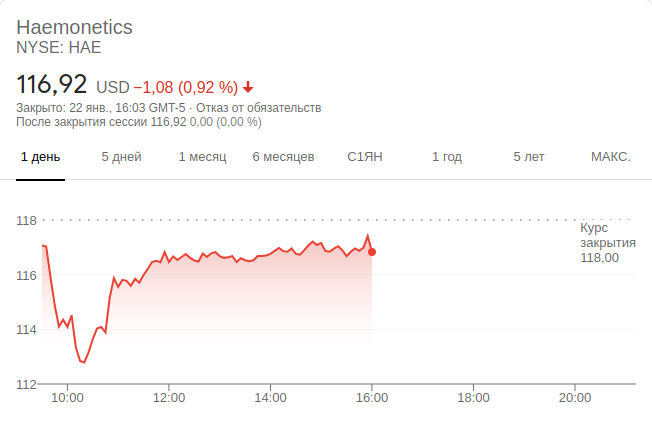 Haemonetics
NYSE: HAE
116,92 USD −1,08 (0,92 %)
Закрыто: 22 янв., 16:03 GMT-5 · Отказ от обязательств
После закрытия сессии 116,92 0,00 (0,00 %)
1 день 5 дней 1 месяц 6 месяцев С1ЯН 1 год 5 лет МАКС.
118
Курс
закрытия
118,00
116
114
112
10:00 12:00 14:00 16:00 18:00 20:00